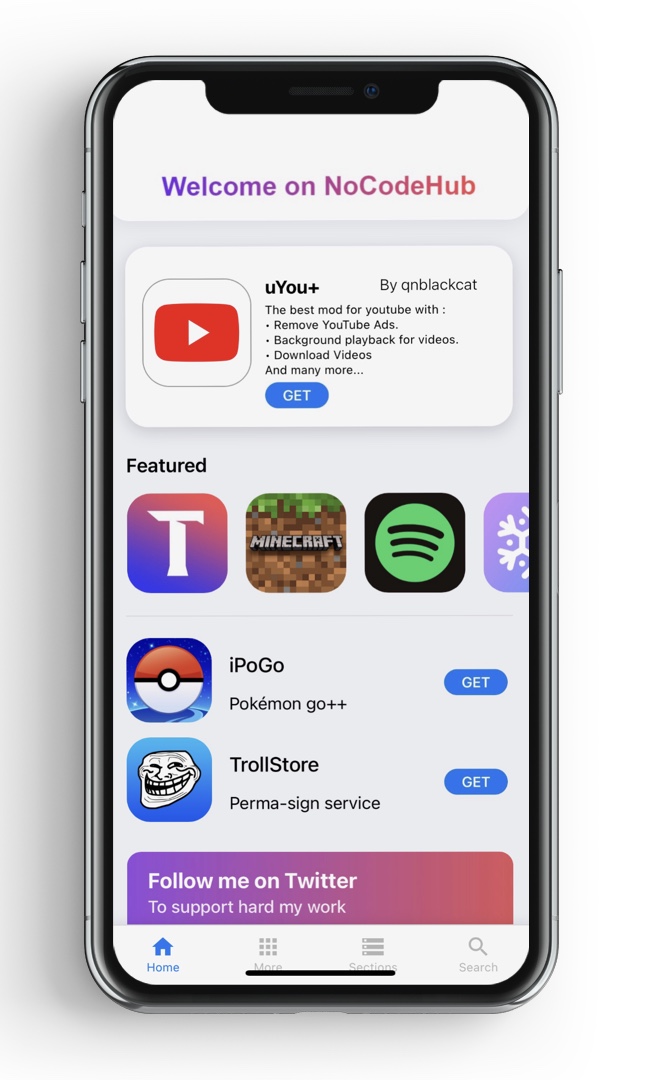 Welcome on NoCodeHub
uYou+ By qnblackcat
The best mod for youtube with :
• Remove YouTube Ads.
• Background playback for videos.
• Download Videos
And many more...
GET
Featured
T
MINECRAFT
iPoGo
Pokémon go++
GET
TrollStore
Perma-sign service
GET
Follow me on Twitter
To support hard my work
Home More Sections Search